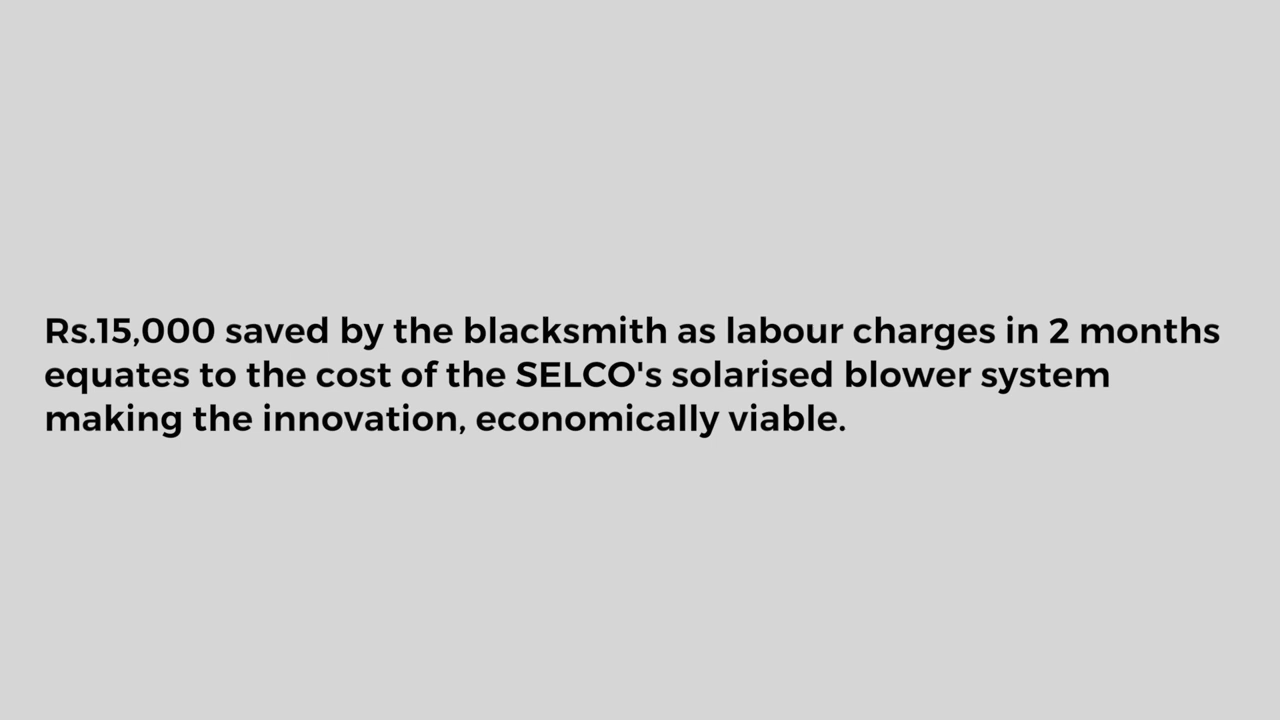 Rs.15,000 saved by the blacksmith as labour charges in 2 months
equates to the cost of the SELCO's solarised blower system
making the innovation, economically viable.